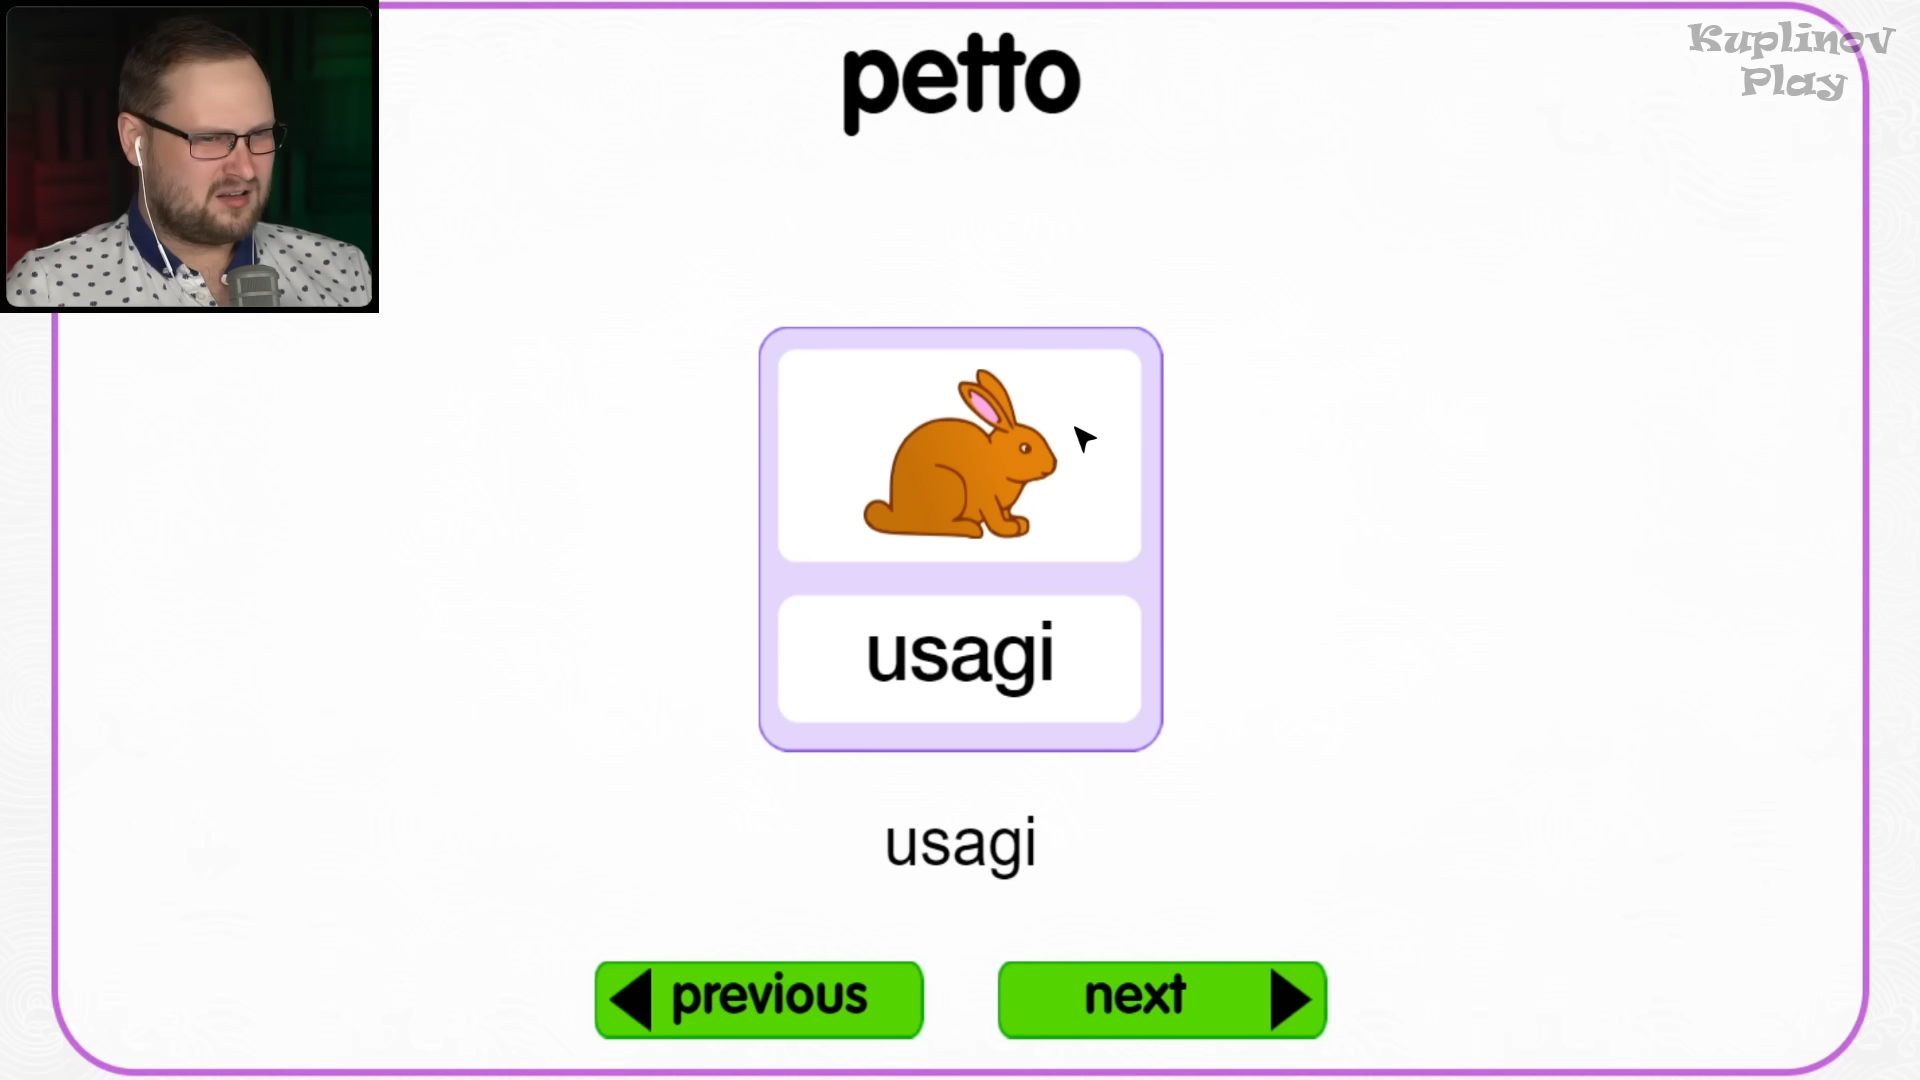 petto
Kuplinov
Play
usagi
usagi
previous
next